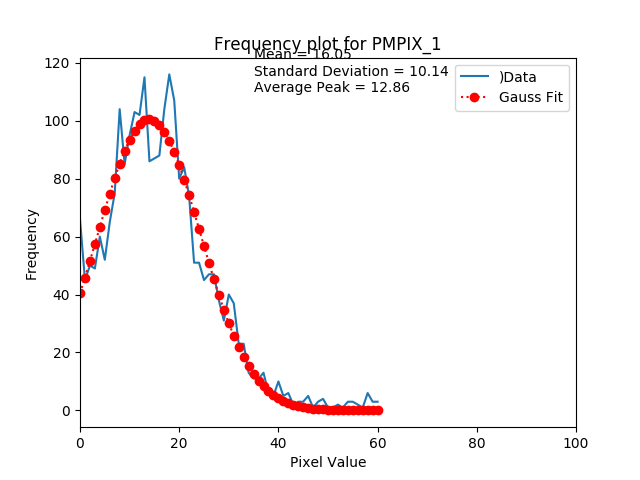 Frequency plot for PMPIX_1
Mean = 16.05
Standard Deviation = 10.14
Average Peak = 12.86
)Data
Gauss Fit
120
100
80
60
40
20
0
Frequency
0 20 40 60 80 100
Pixel Value